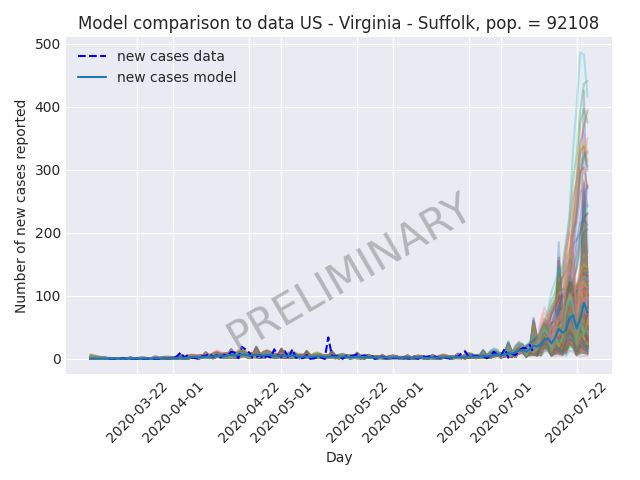 Model comparison to data US - Virginia - Suffolk, pop. = 92108
new cases data
new cases model
500
400
300
200
100
0
Number of new cases reported
PRELIMINARY
2020-03-22
2020-04-01
2020-04-22
2020-05-01
2020-05-22
2020-06-01
2020-06-22
2020-07-01
2020-07-22
Day